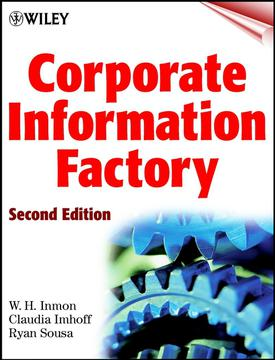 WILEY
Corporate
Information
Factory
Second Edition
W. H. Inmon
Claudia Imhoff
Ryan Sousa